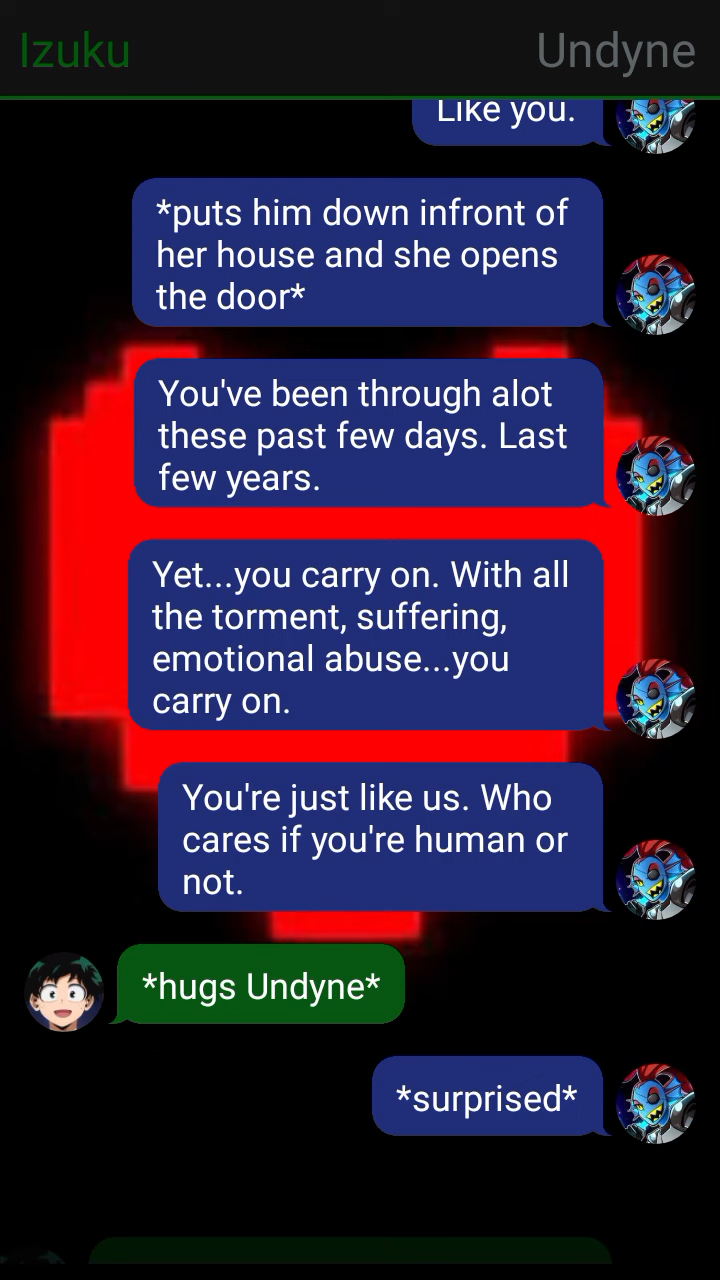 Izuku
Undyne
Like you.
*puts him down infront of
her house and she opens
the door*
You've been through alot
these past few days. Last
few years.
Yet...you carry on. With all
the torment, suffering,
emotional abuse...you
carry on.
You're just like us. Who
cares if you're human or
not.
*hugs Undyne*
*surprised*